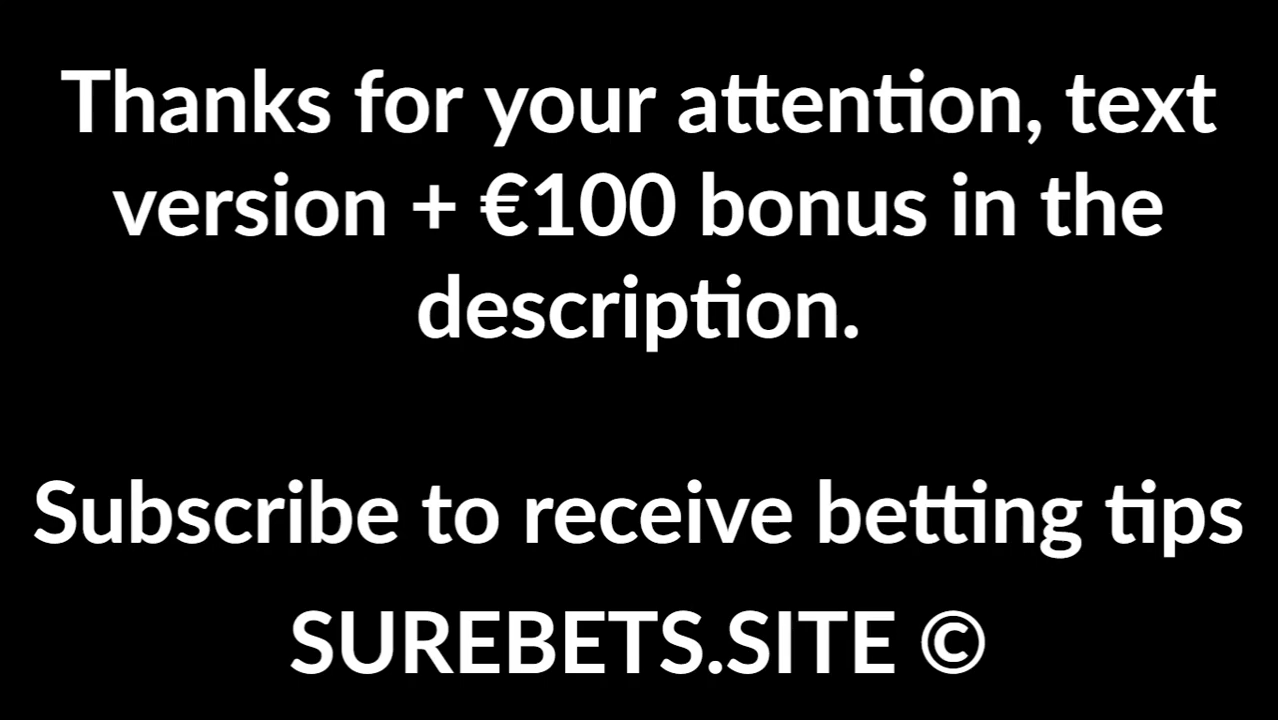 Thanks for your attention, text
version + €100 bonus in the
description.
Subscribe to receive betting tips
SUREBETS.SITE ©